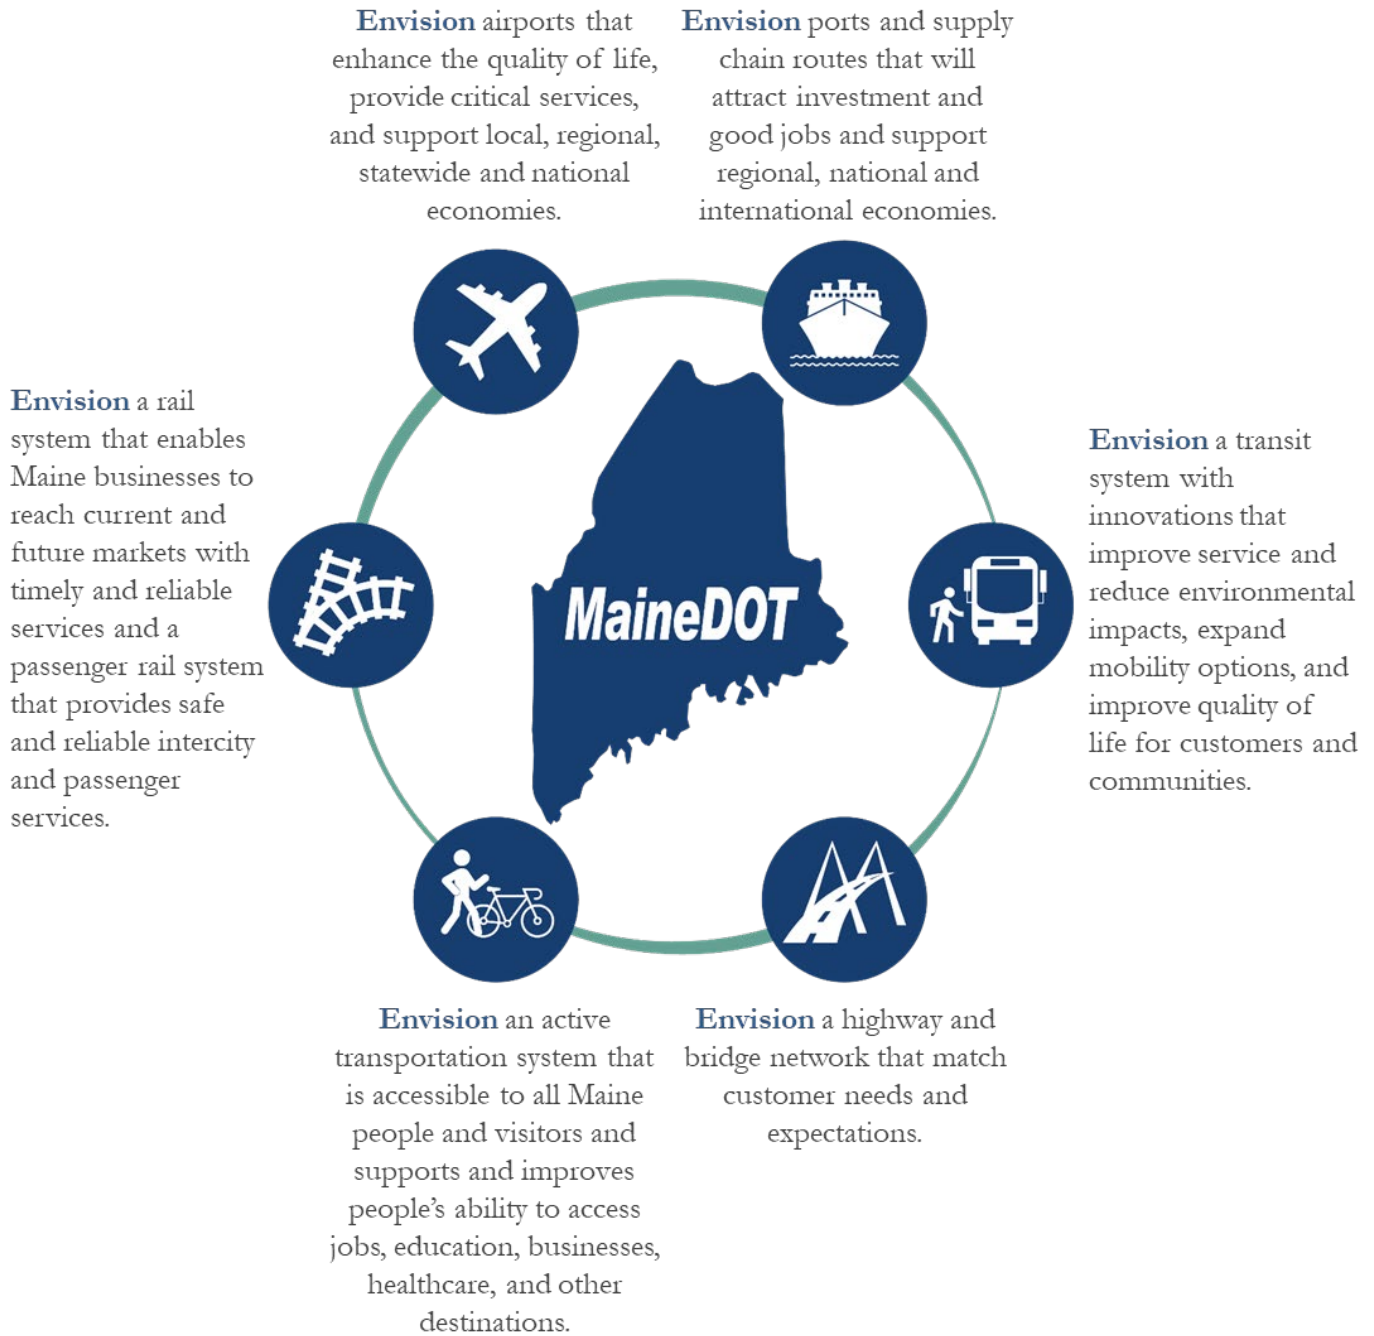 Envision airports that
enhance the quality of life,
provide critical services,
and support local, regional,
statewide and national
economies.
Envision ports and supply
chain routes that will
attract investment and
good jobs and support
regional, national and
international economies.
Envision a rail
system that enables
Maine businesses to
reach current and
future markets with
timely and reliable
services and a
passenger rail system
that provides safe
and reliable intercity
and passenger
services.
MaineDOT
Envision a transit
system with
innovations that
improve service and
reduce environmental
impacts, expand
mobility options, and
improve quality of
life for customers and
communities.
Envision an active
transportation system that
is accessible to all Maine
people and visitors and
supports and improves
people’s ability to access
jobs, education, businesses,
healthcare, and other
destinations.
Envision a highway and
bridge network that match
customer needs and
expectations.